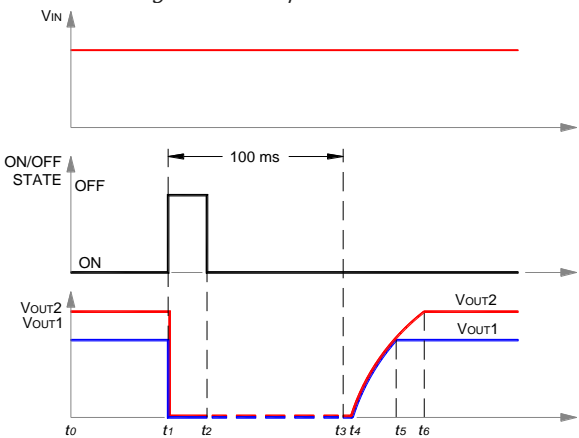 VIN
100 ms
ON/OFF
STATE
OFF
ON
VOUT2
VOUT1
VOUT2
VOUT1
t0 t1 t2 t3 t4 t5 t6